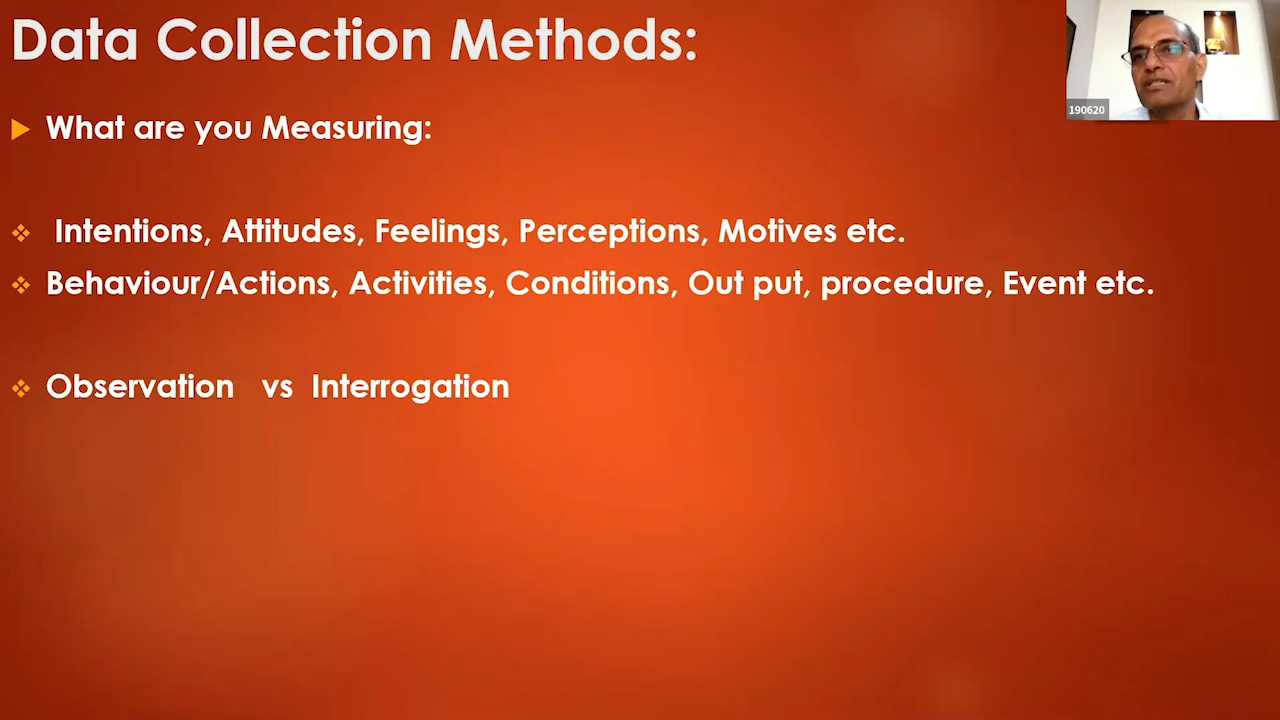 Data Collection Methods:
190620
What are you Measuring:
Intentions, Attitudes, Feelings, Perceptions, Motives etc.
Behaviour/Actions, Activities, Conditions, Out put, procedure, Event etc.
Observation vs Interrogation